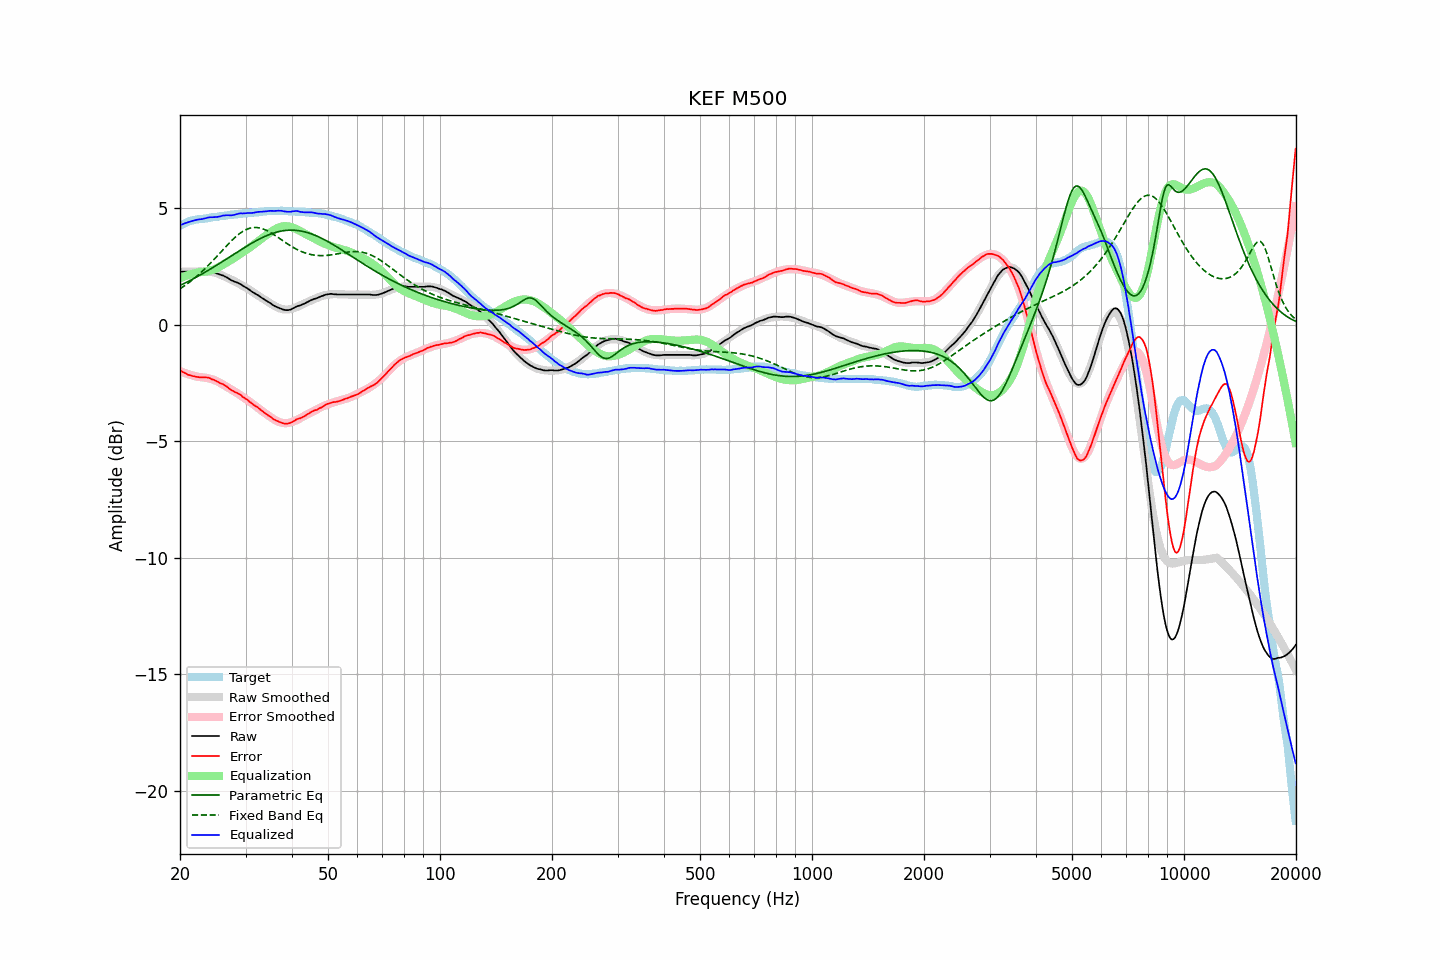 KEF M500
Amplitude (dBr)
5
0
−5
−10
−15
−20
Target
Raw Smoothed
Error Smoothed
Raw
Error
Equalization
Parametric Eq
Fixed Band Eq
Equalized
20 50 100 200 500 1000 2000 5000 10000 20000
Frequency (Hz)